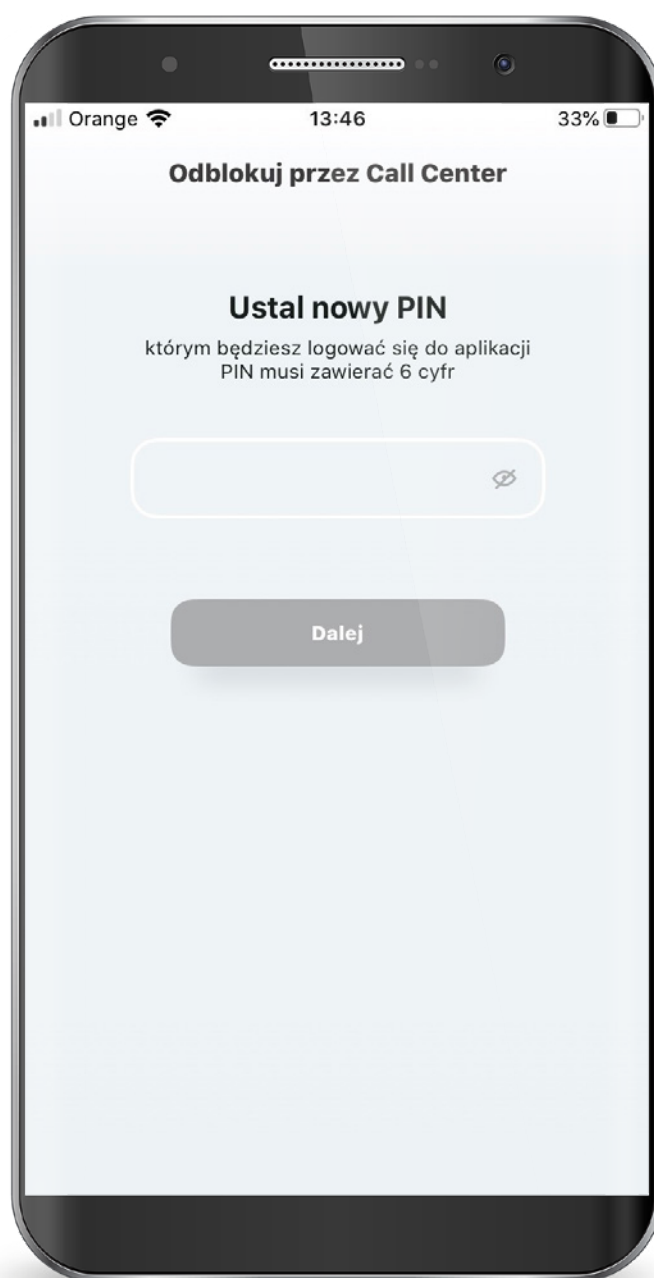 Orange 13:46 33%
Odblokuj przez Call Center
Ustal nowy PIN
którym będziesz logować się do aplikacji
PIN musi zawierać 6 cyfr
Dalej